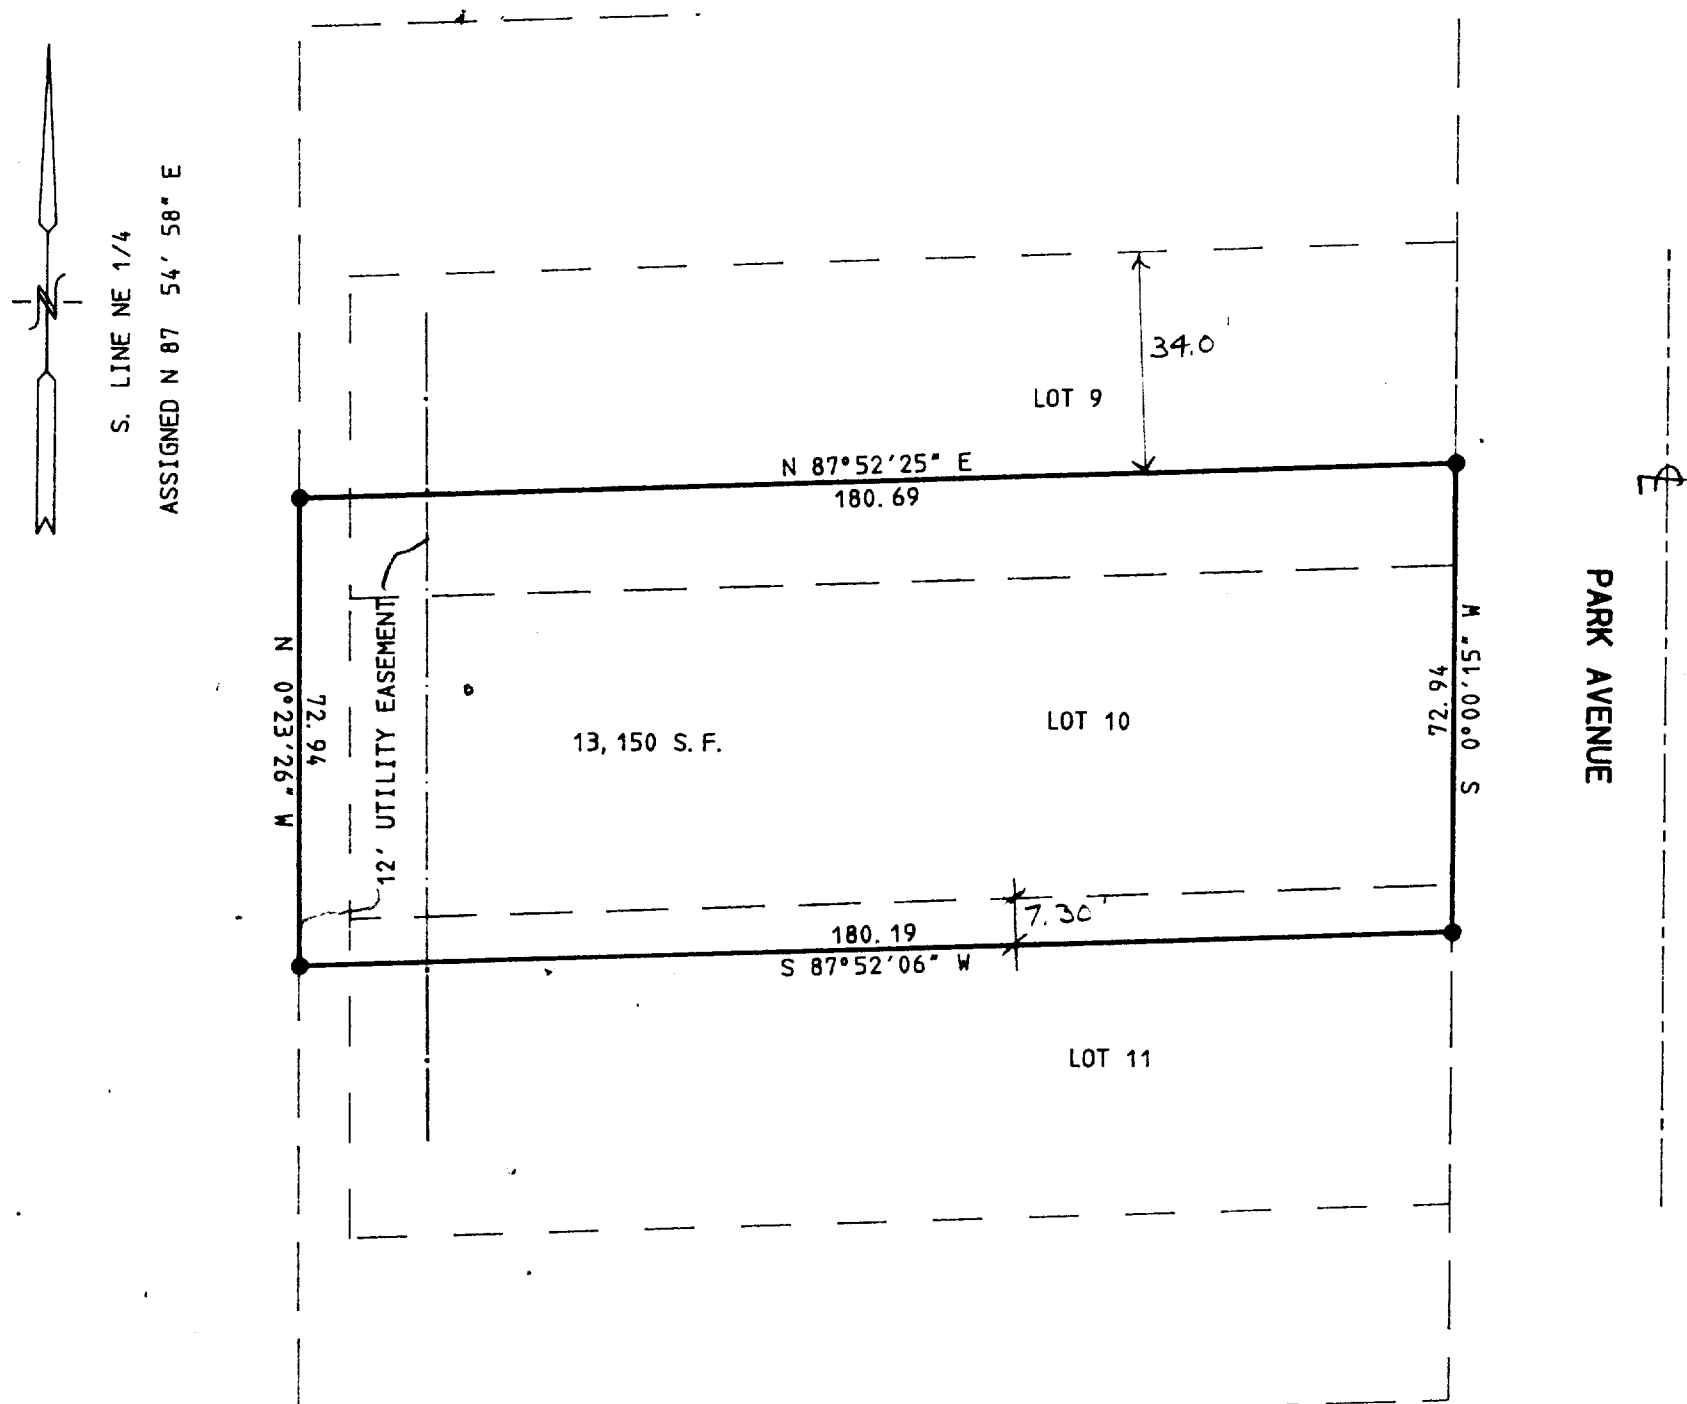 N
S. LINE NE 1/4
ASSIGNED N 87 54' 58" E
34.0'
LOT 9
N 87°52'25" E
180.69
12' UTILITY EASEMENT
N 0°23'26" W
72.94
13,150 S.F.
LOT 10
72.94
S 0°00'51" W
PARK AVENUE
7.30'
180.19
S 87°52'06" W
LOT 11